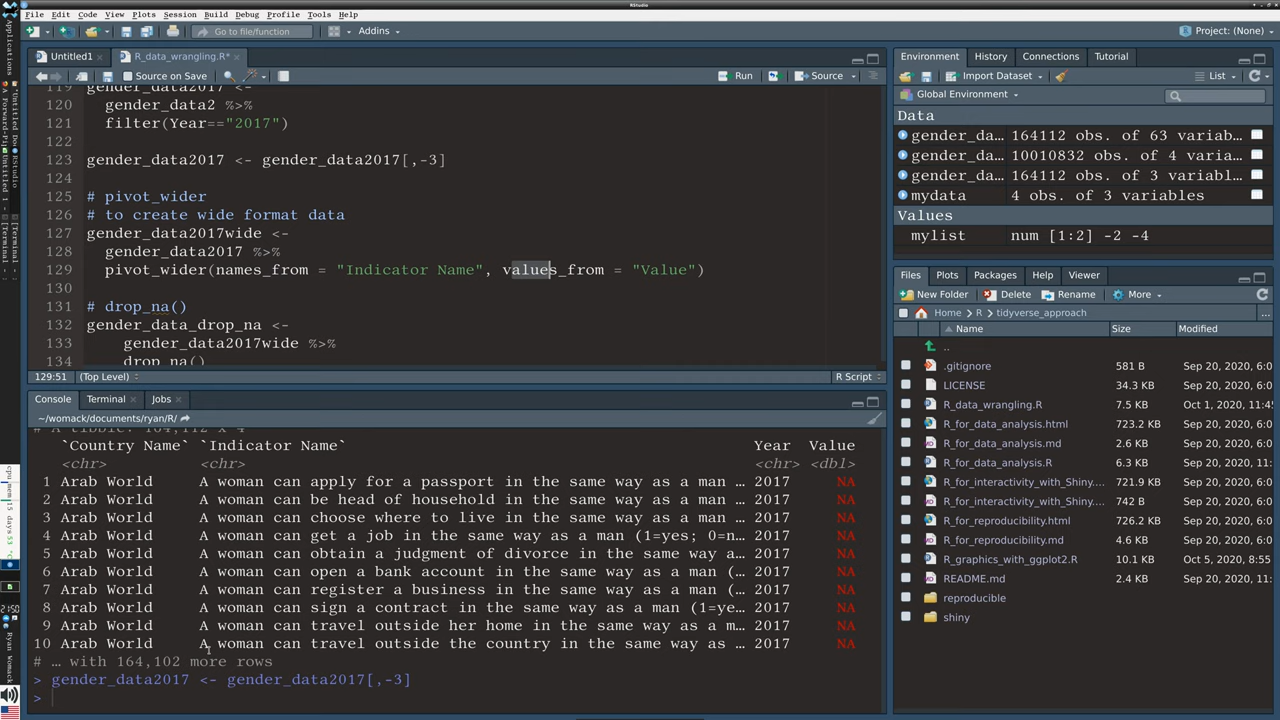 RStudio
File Edit Code View Plots Session Build Debug Profile Tools Help
Go to file/function Addins Project: (None)
Untitled1 R_data_wrangling.R*
Source on Save Run Source
119 gender_data2017 <-
120 gender_data2 %>%
121 filter(Year=="2017")
122
123 gender_data2017 <- gender_data2017[,-3]
124
125 # pivot_wider
126 # to create wide format data
127 gender_data2017wide <-
128 gender_data2017 %>%
129 pivot_wider(names_from = "Indicator Name", values_from = "Value")
130
131 # drop_na()
132 gender_data_drop_na <-
133 gender_data2017wide %>%
134 drop_na()
129:51 (Top Level) R Script
Console Terminal Jobs
~/womack/documents/ryan/R/
# A tibble: 164,112 x 4
`Country Name` `Indicator Name` Year Value
<chr> <chr> <chr> <dbl>
1 Arab World A woman can apply for a passport in the same way as a man … 2017 NA
2 Arab World A woman can be head of household in the same way as a man … 2017 NA
3 Arab World A woman can choose where to live in the same way as a man … 2017 NA
4 Arab World A woman can get a job in the same way as a man (1=yes; 0=n… 2017 NA
5 Arab World A woman can obtain a judgment of divorce in the same way a… 2017 NA
6 Arab World A woman can open a bank account in the same way as a man (… 2017 NA
7 Arab World A woman can register a business in the same way as a man (… 2017 NA
8 Arab World A woman can sign a contract in the same way as a man (1=ye… 2017 NA
9 Arab World A woman can travel outside her home in the same way as a m… 2017 NA
10 Arab World A woman can travel outside the country in the same way as … 2017 NA
# … with 164,102 more rows
> gender_data2017 <- gender_data2017[,-3]
>
Environment History Connections Tutorial
Import Dataset List
Global Environment
Data
gender_da… 164112 obs. of 63 variab…
gender_da… 10010832 obs. of 4 varia…
gender_da… 164112 obs. of 3 variabl…
mydata 4 obs. of 3 variables
Values
mylist num [1:2] -2 -4
Files Plots Packages Help Viewer
New Folder Delete Rename More
Home R tidyverse_approach ...
Name Size Modified
..
.gitignore 581 B Sep 20, 2020, 6:0
LICENSE 34.3 KB Sep 20, 2020, 6:0
R_data_wrangling.R 7.5 KB Oct 1, 2020, 11:4
R_for_data_analysis.html 723.2 KB Sep 20, 2020, 6:0
R_for_data_analysis.md 2.6 KB Sep 20, 2020, 6:0
R_for_data_analysis.R 6.3 KB Sep 20, 2020, 11:
R_for_interactivity_with_Shiny.... 721.9 KB Sep 20, 2020, 6:0
R_for_interactivity_with_Shiny.... 742 B Sep 20, 2020, 6:0
R_for_reproducibility.html 726.2 KB Sep 20, 2020, 6:0
R_for_reproducibility.md 4.6 KB Sep 20, 2020, 6:0
R_graphics_with_ggplot2.R 10.1 KB Oct 5, 2020, 8:55
README.md 2.4 KB Sep 20, 2020, 6:0
reproducible
shiny
Applications
RStudio
[Terminal]
[Terminal]
21:50
Ryan Womack